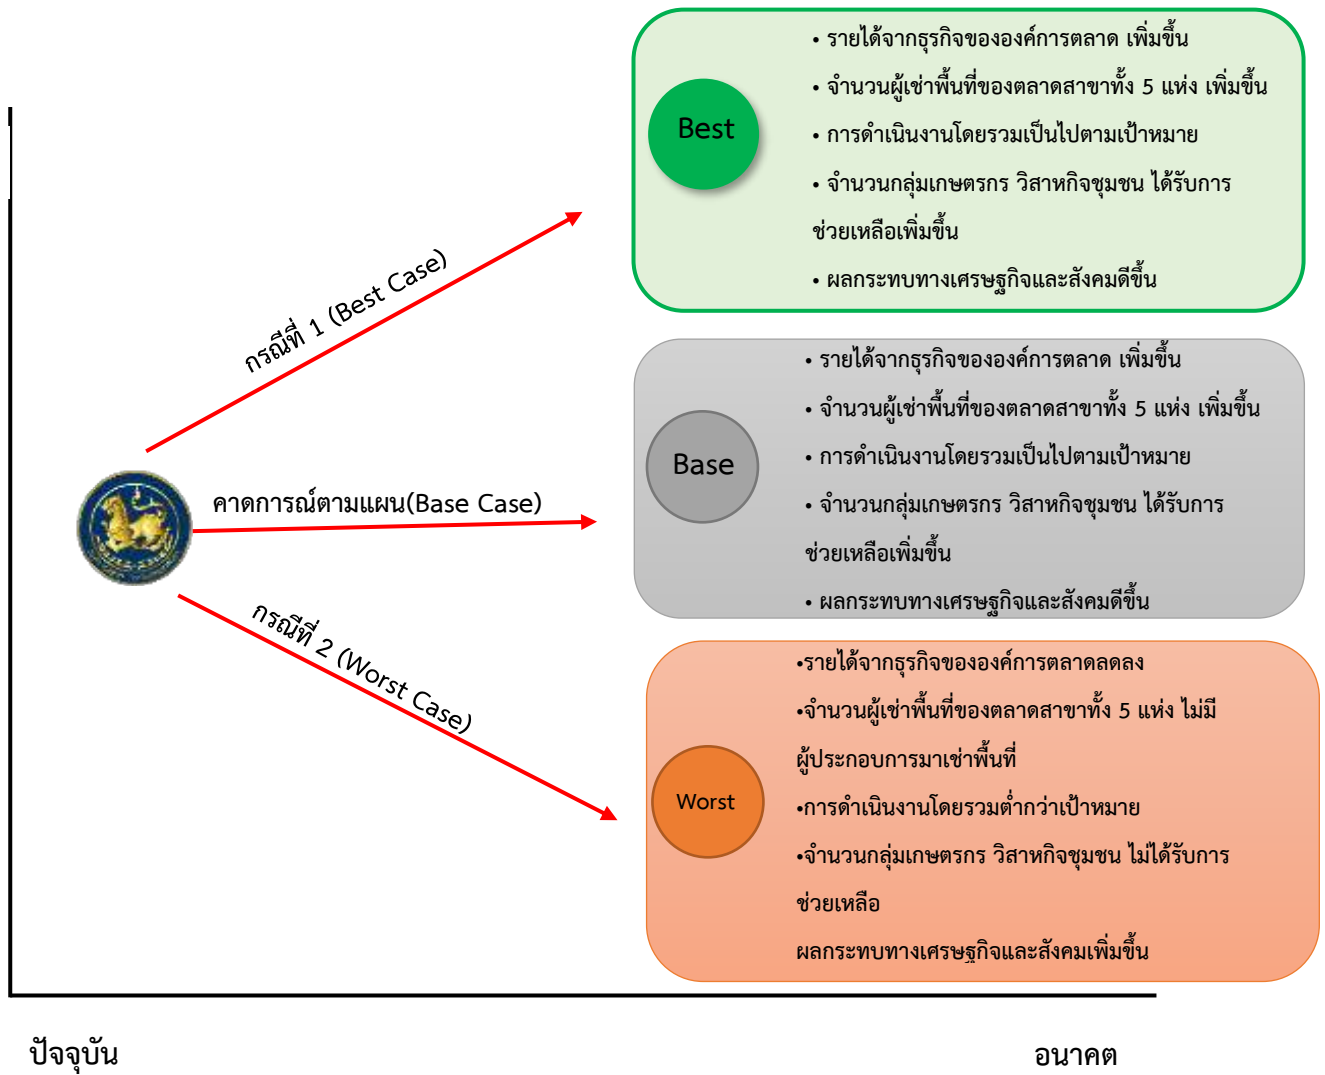 Best
• รายได้จากธุรกิจขององค์การตลาด เพิ่มขึ้น
• จำนวนผู้เช่าพื้นที่ของตลาดสาขาทั้ง 5 แห่ง เพิ่มขึ้น
• การดำเนินงานโดยรวมเป็นไปตามเป้าหมาย
• จำนวนกลุ่มเกษตรกร วิสาหกิจชุมชน ได้รับการ
ช่วยเหลือเพิ่มขึ้น
• ผลกระทบทางเศรษฐกิจและสังคมดีขึ้น
กรณีที่ 1 (Best Case)
คาดการณ์ตามแผน(Base Case)
Base
• รายได้จากธุรกิจขององค์การตลาด เพิ่มขึ้น
• จำนวนผู้เช่าพื้นที่ของตลาดสาขาทั้ง 5 แห่ง เพิ่มขึ้น
• การดำเนินงานโดยรวมเป็นไปตามเป้าหมาย
• จำนวนกลุ่มเกษตรกร วิสาหกิจชุมชน ได้รับการ
ช่วยเหลือเพิ่มขึ้น
• ผลกระทบทางเศรษฐกิจและสังคมดีขึ้น
กรณีที่ 2 (Worst Case)
Worst
•รายได้จากธุรกิจขององค์การตลาดลดลง
•จำนวนผู้เช่าพื้นที่ของตลาดสาขาทั้ง 5 แห่ง ไม่มี
ผู้ประกอบการมาเช่าพื้นที่
•การดำเนินงานโดยรวมต่ำกว่าเป้าหมาย
•จำนวนกลุ่มเกษตรกร วิสาหกิจชุมชน ไม่ได้รับการ
ช่วยเหลือ
ผลกระทบทางเศรษฐกิจและสังคมเพิ่มขึ้น
ปัจจุบัน
อนาคต